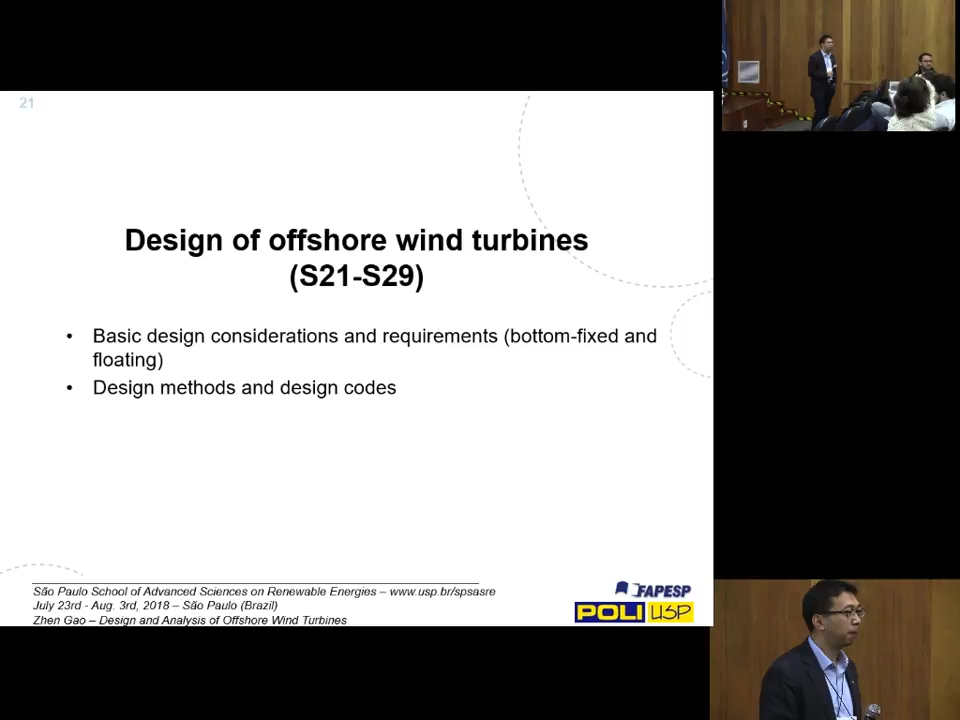 21
Design of offshore wind turbines
(S21-S29)
• Basic design considerations and requirements (bottom-fixed and
floating)
• Design methods and design codes
São Paulo School of Advanced Sciences on Renewable Energies – www.usp.br/spsasre
July 23rd - Aug. 3rd, 2018 – São Paulo (Brazil)
Zhen Gao – Design and Analysis of Offshore Wind Turbines
FAPESP
POLI USP